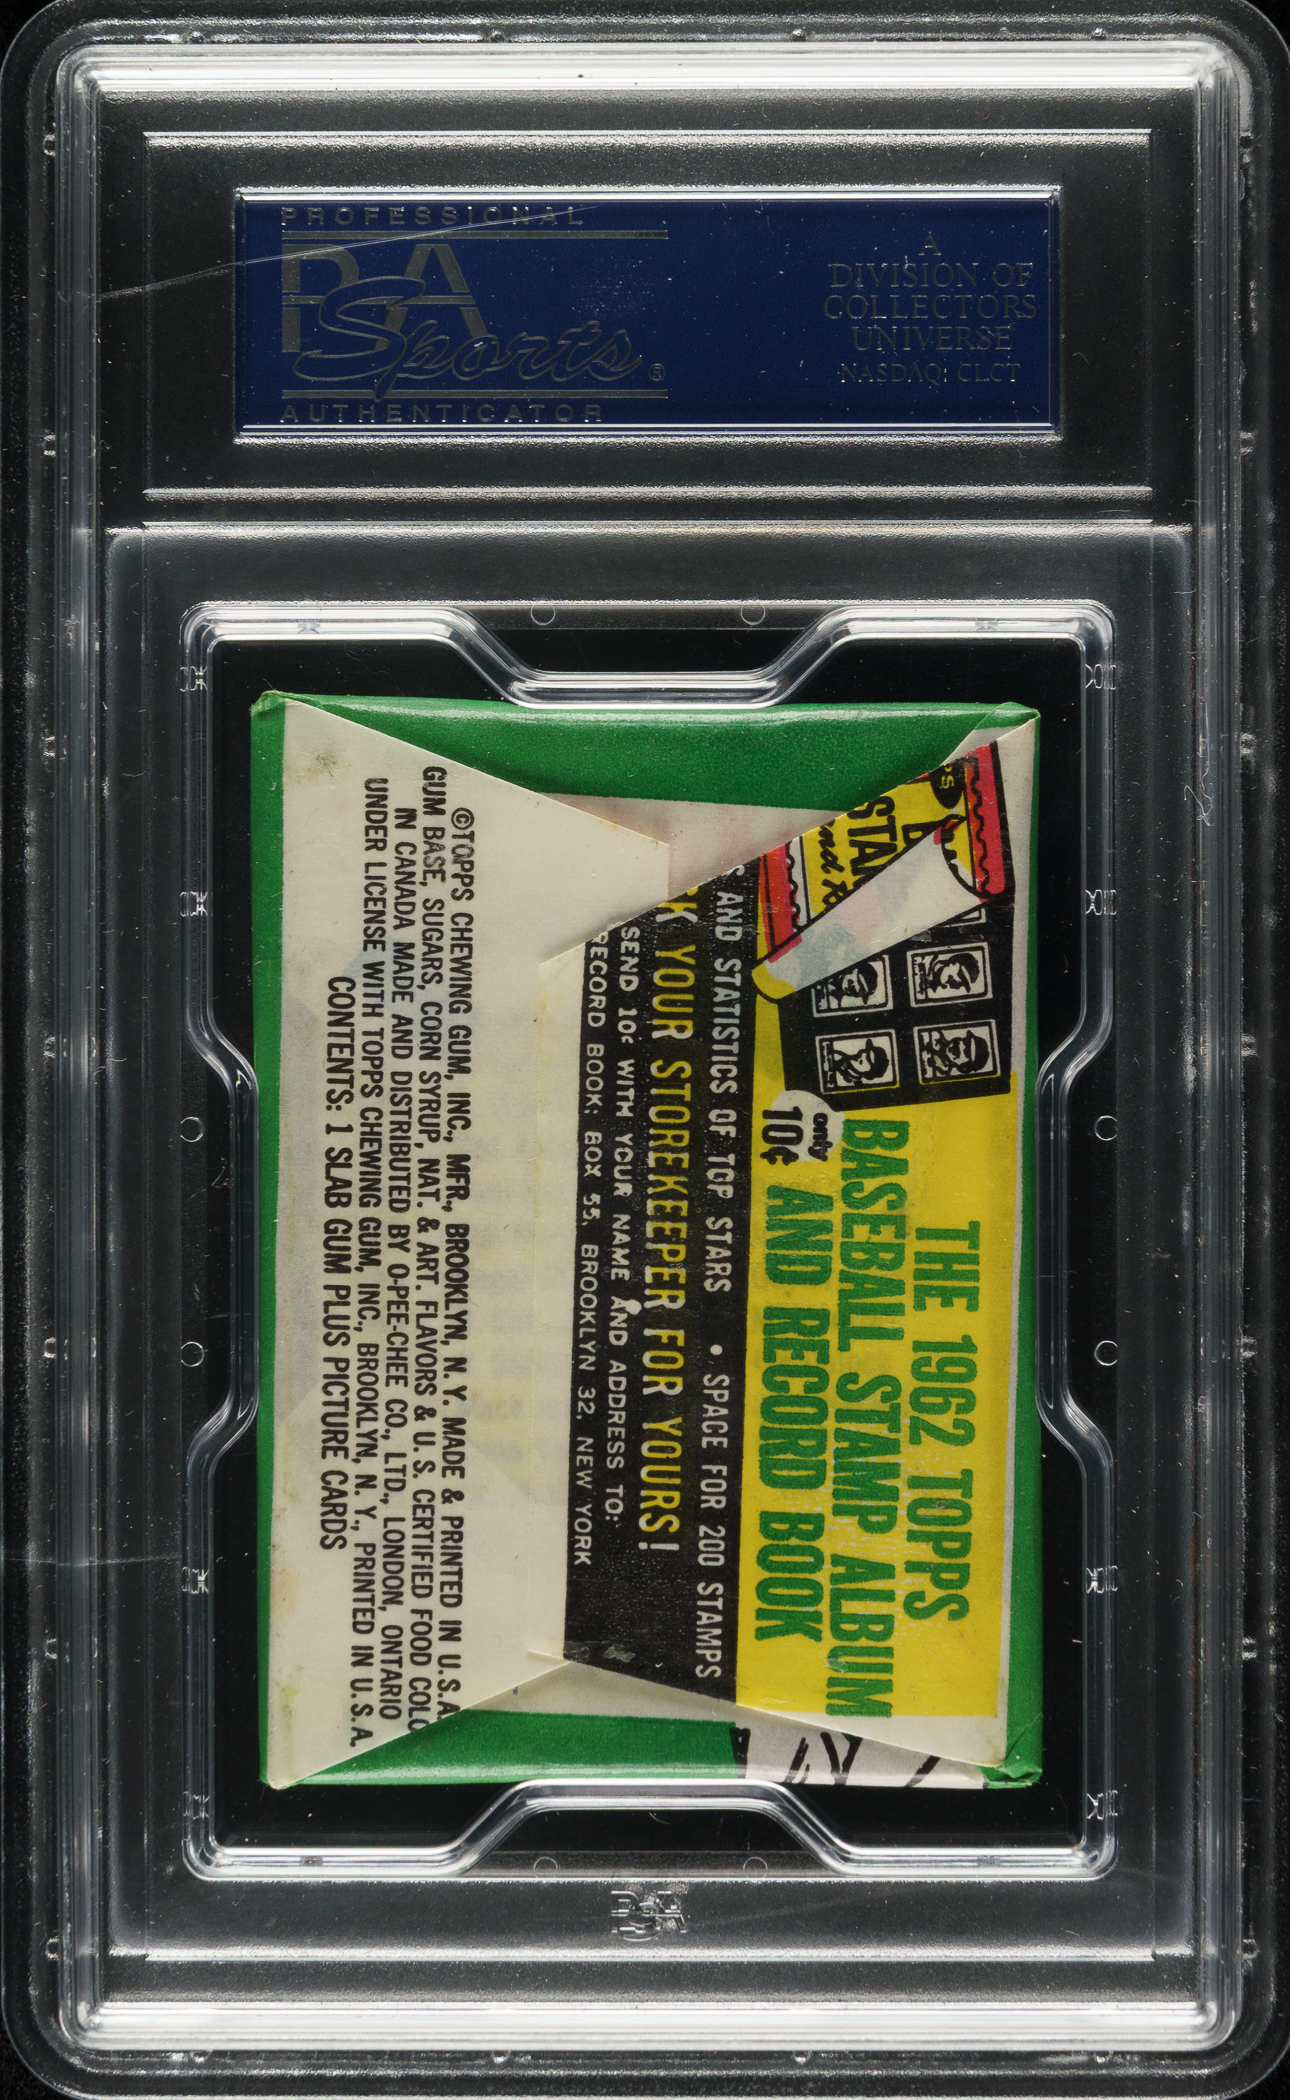 PROFESSIONAL
PSA
Sports®
AUTHENTICATOR
A
DIVISION OF
COLLECTORS
UNIVERSE
NASDAQ: CLCT
PS
STA
nd R
THE 1962 TOPPS
BASEBALL STAMP ALBUM
only
10¢ AND RECORD BOOK
AND STATISTICS OF TOP STARS • SPACE FOR 200 STAMPS
K YOUR STOREKEEPER FOR YOURS!
SEND 10¢ WITH YOUR NAME AND ADDRESS TO:
RECORD BOOK; BOX 55, BROOKLYN 32, NEW YORK
©TOPPS CHEWING GUM, INC., MFR., BROOKLYN, N. Y. MADE & PRINTED IN U.S.A.
GUM BASE, SUGARS, CORN SYRUP, NAT. & ART. FLAVORS & U. S. CERTIFIED FOOD COLO
IN CANADA MADE AND DISTRIBUTED BY O-PEE-CHEE CO., LTD., LONDON, ONTARIO
UNDER LICENSE WITH TOPPS CHEWING GUM, INC., BROOKLYN, N. Y., PRINTED IN U. S. A.
CONTENTS: 1 SLAB GUM PLUS PICTURE CARDS
PSA